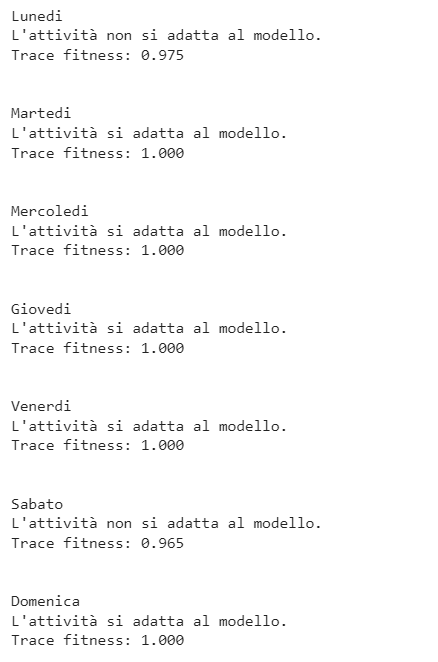 Lunedi
L'attività non si adatta al modello.
Trace fitness: 0.975
Martedi
L'attività si adatta al modello.
Trace fitness: 1.000
Mercoledi
L'attività si adatta al modello.
Trace fitness: 1.000
Giovedi
L'attività si adatta al modello.
Trace fitness: 1.000
Venerdi
L'attività si adatta al modello.
Trace fitness: 1.000
Sabato
L'attività non si adatta al modello.
Trace fitness: 0.965
Domenica
L'attività si adatta al modello.
Trace fitness: 1.000